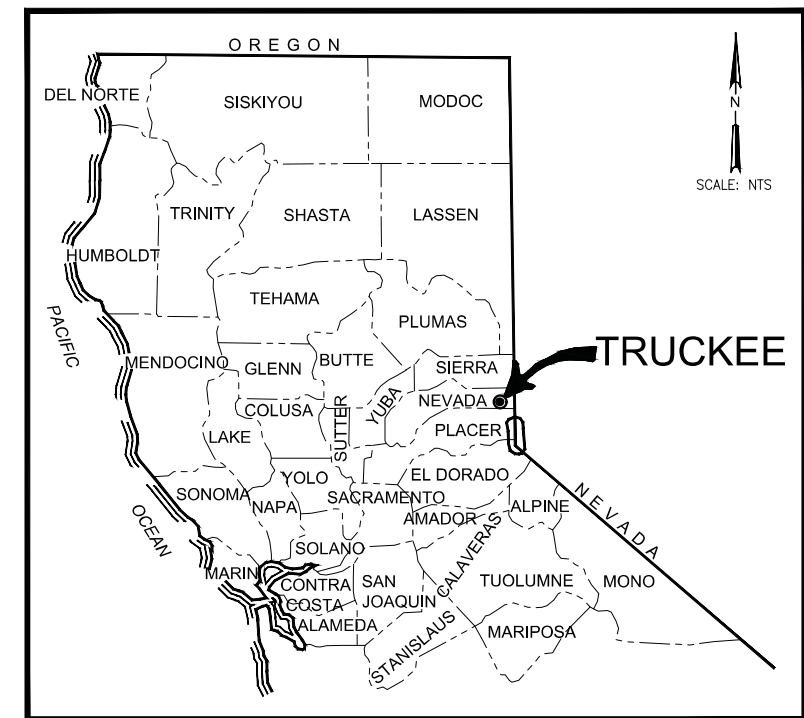 OREGON
DEL NORTE
SISKIYOU
MODOC
N
SCALE: NTS
TRINITY
SHASTA
LASSEN
HUMBOLDT
TEHAMA
PLUMAS
PACIFIC
TRUCKEE
MENDOCINO
GLENN
BUTTE
SIERRA
YUBA
NEVADA
COLUSA
SUTTER
PLACER
LAKE
EL DORADO
YOLO
SONOMA
NAPA
SACRAMENTO
NEVADA
AMADOR
ALPINE
OCEAN
SOLANO
CALAVERAS
MARIN
CONTRA
COSTA
SAN
JOAQUIN
TUOLUMNE
MONO
ALAMEDA
STANISLAUS
MARIPOSA